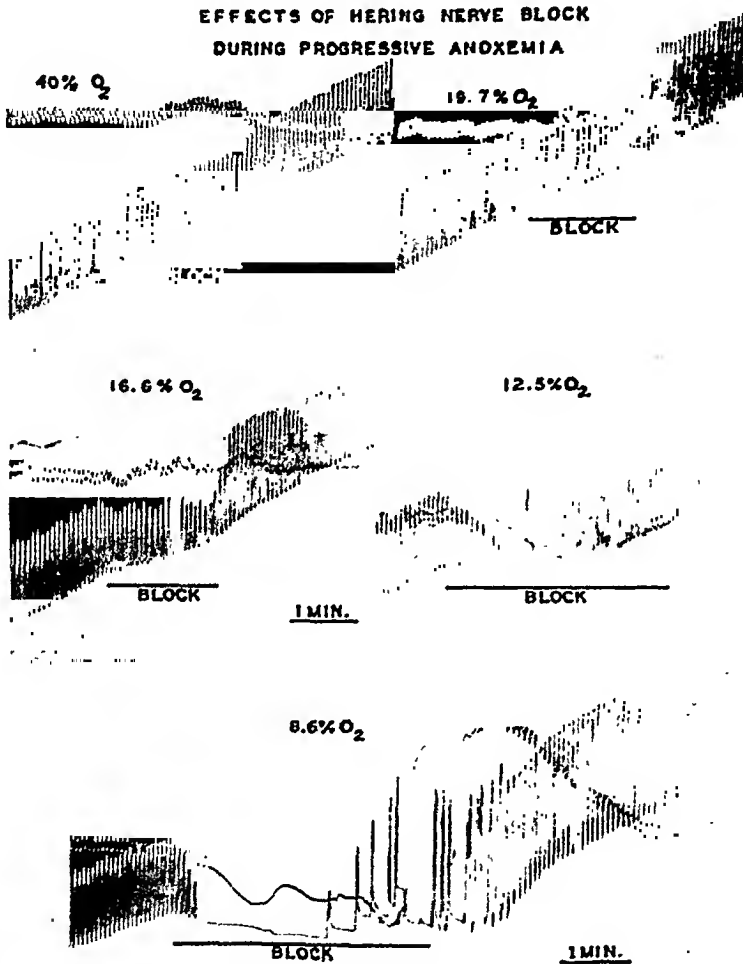 EFFECTS OF HERING NERVE BLOCK
DURING PROGRESSIVE ANOXEMIA
40% O2
19.7% O2
BLOCK
16.6% O2
12.5% O2
BLOCK
1 MIN.
BLOCK
8.6% O2
BLOCK
1 MIN.